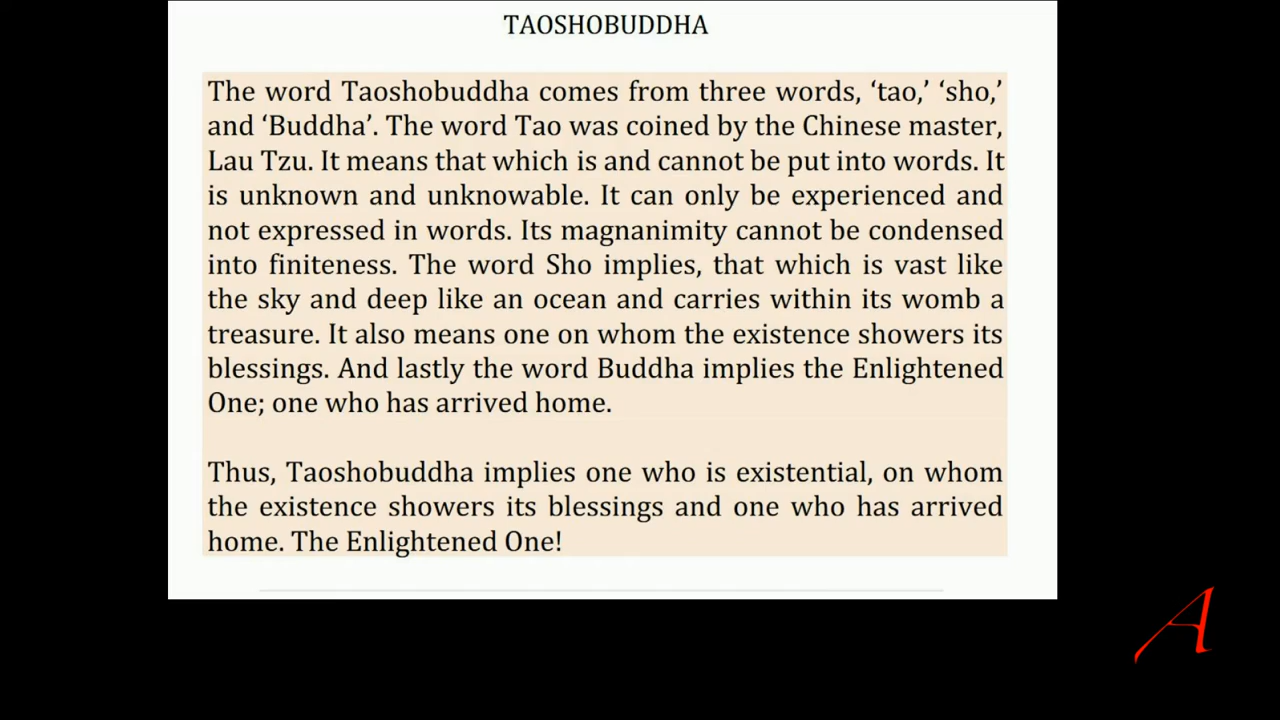 TAOSHOBUDDHA
The word Taoshobuddha comes from three words, ‘tao,’ ‘sho,’
and ‘Buddha’. The word Tao was coined by the Chinese master,
Lau Tzu. It means that which is and cannot be put into words. It
is unknown and unknowable. It can only be experienced and
not expressed in words. Its magnanimity cannot be condensed
into finiteness. The word Sho implies, that which is vast like
the sky and deep like an ocean and carries within its womb a
treasure. It also means one on whom the existence showers its
blessings. And lastly the word Buddha implies the Enlightened
One; one who has arrived home.
Thus, Taoshobuddha implies one who is existential, on whom
the existence showers its blessings and one who has arrived
home. The Enlightened One!
A